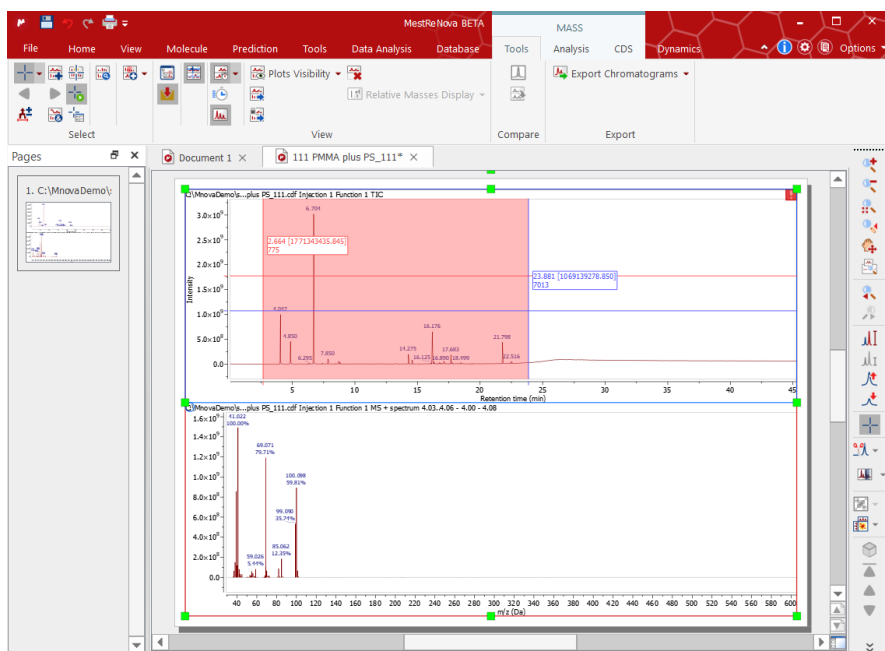 MestReNova BETA
MASS
File Home View Molecule Prediction Tools Data Analysis Database Tools Analysis CDS Dynamics Options
Plots Visibility
Relative Masses Display
Export Chromatograms
Select View Compare Export
Pages
Document 1
111 PMMA plus PS_111*
1. C:\MnovaDemo\s
C:\MnovaDemo\s...plus PS_111.cdf Injection 1 Function 1 TIC
6.704
3.0×10⁹
2.5×10⁹
2.664 [1771343435.845]
775
2.0×10⁹
23.881 [1069139278.850]
7013
Intensity
1.5×10⁹
1.0×10⁹
4.047
16.176
5.0×10⁸
4.850
21.798
14.275
17.683
6.295
7.850
16.125
16.890
18.499
22.516
0.0
5 10 15 20 25 30 35 40 45
Retention time (min)
C:\MnovaDemo\s...plus PS_111.cdf Injection 1 Function 1 MS + spectrum 4.03..4.06 - 4.00 - 4.08
1.6×10⁹
41.022
100.00%
1.4×10⁹
69.071
79.71%
1.2×10⁹
1.0×10⁹
100.098
59.81%
8.0×10⁸
6.0×10⁸
99.090
35.74%
4.0×10⁸
85.062
12.35%
59.026
5.44%
2.0×10⁸
0.0
40 60 80 100 120 140 160 180 200 220 240 260 280 300 320 340 360 380 400 420 440 460 480 500 520 540 560 580 600
m/z (Da)